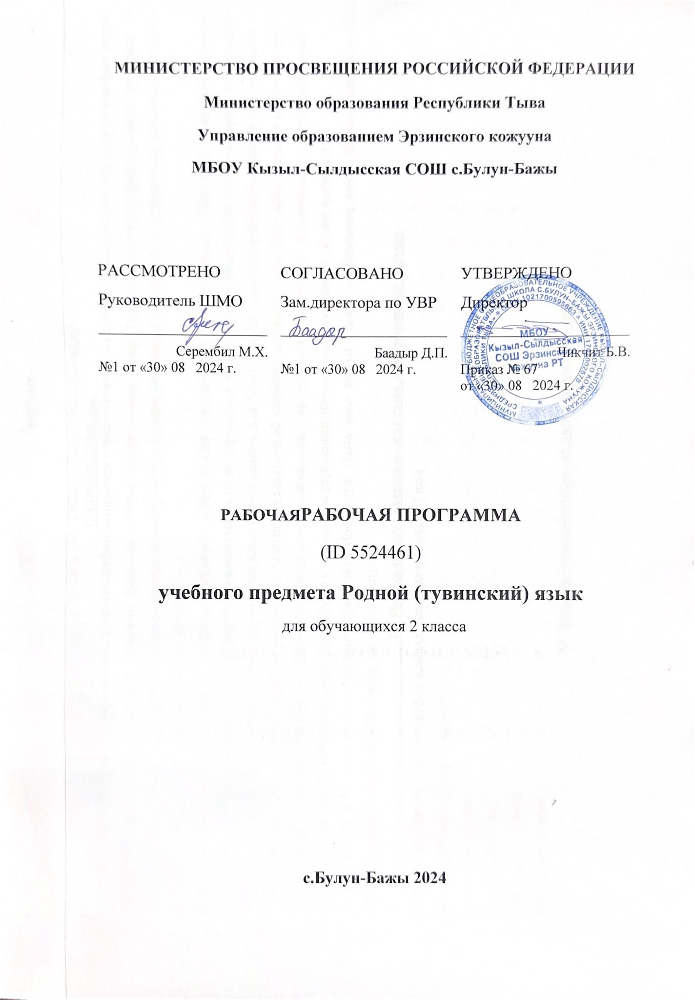 МИНИСТЕРСТВО ПРОСВЕЩЕНИЯ РОССИЙСКОЙ ФЕДЕРАЦИИ
Министерство образования Республики Тыва
Управление образованием Эрзинского кожууна
МБОУ Кызыл-Сылдысская СОШ с.Булун-Бажы
РАССМОТРЕНО
Руководитель ШМО
Серембил М.Х.
№1 от «30» 08 2024 г.
СОГЛАСОВАНО
Зам.директора по УВР
Баадыр
Баадыр Д.П.
№1 от «30» 08 2024 г.
УТВЕРЖДЕНО
Директор
Чикчит Б.В.
Приказ № 67
от «30» 08 2024 г.
МБОУ
Кызыл-Сылдысская
СОШ Эрзинского
кожууна РТ
РАБОЧАЯРАБОЧАЯ ПРОГРАММА
(ID 5524461)
учебного предмета Родной (тувинский) язык
для обучающихся 2 класса
с.Булун-Бажы 2024